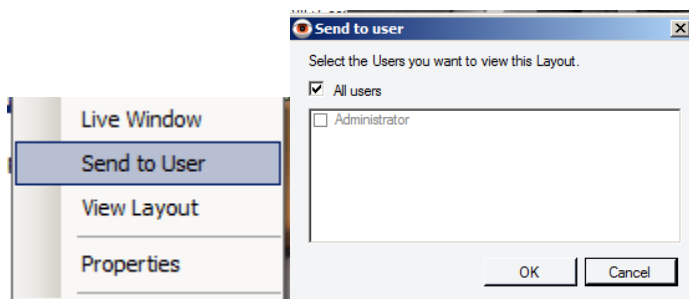 Live Window
Send to User
View Layout
Properties
Send to user
Select the Users you want to view this Layout.
All users
Administrator
OK
Cancel